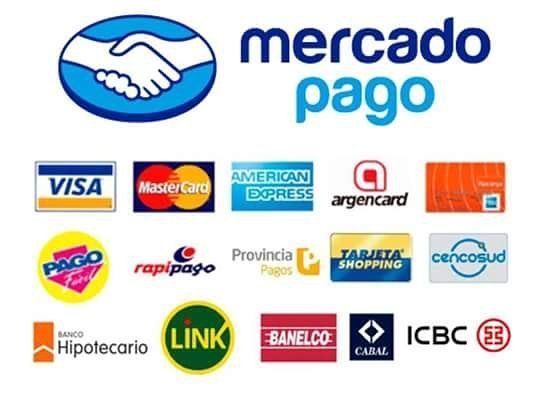 mercado
pago
VISA
MasterCard
AMERICAN
EXPRESS
argencard
Naranja
PAGO
fácil
rapipago
Provincia
Pagos
TARJETA
SHOPPING
cencosud
BANCO
Hipotecario
LINK
BANELCO
CABAL
ICBC